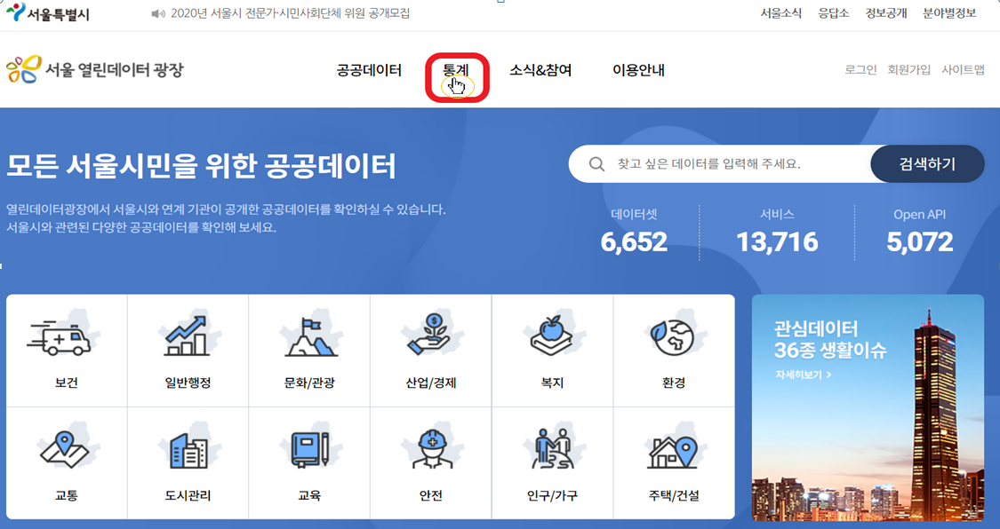 서울특별시
2020년 서울시 전문가·시민사회단체 위원 공개모집
서울소식 응답소 정보공개 분야별정보
서울 열린데이터 광장
공공데이터 통계 소식&참여 이용안내
로그인 회원가입 사이트맵
모든 서울시민을 위한 공공데이터
열린데이터광장에서 서울시와 연계 기관이 공개한 공공데이터를 확인하실 수 있습니다.
서울시와 관련된 다양한 공공데이터를 확인해 보세요.
찾고 싶은 데이터를 입력해 주세요.
검색하기
데이터셋 서비스 Open API
6,652 13,716 5,072
보건 일반행정 문화/관광 산업/경제 복지 환경
교통 도시관리 교육 안전 인구/가구 주택/건설
관심데이터
36종 생활이슈
자세히보기 >